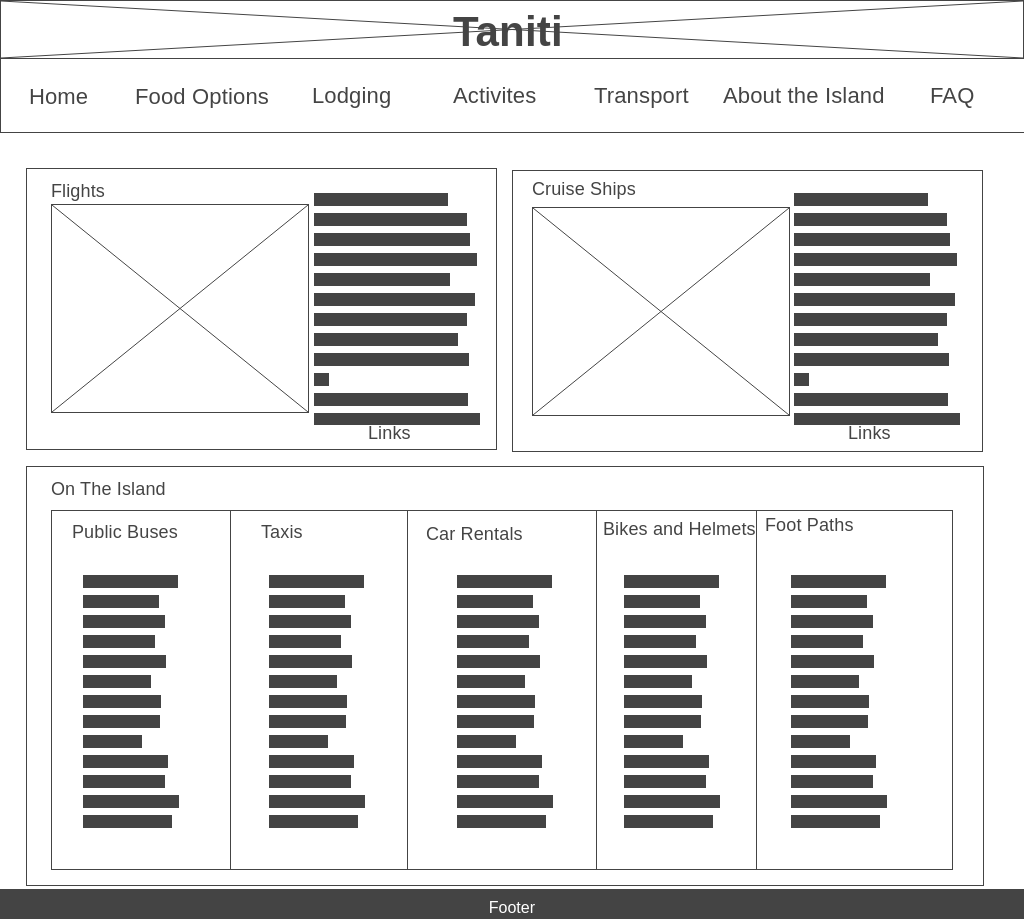 Taniti
Home Food Options Lodging Activites Transport About the Island FAQ
Flights
Links
Cruise Ships
Links
On The Island
Public Buses
Taxis
Car Rentals
Bikes and Helmets
Foot Paths
Footer